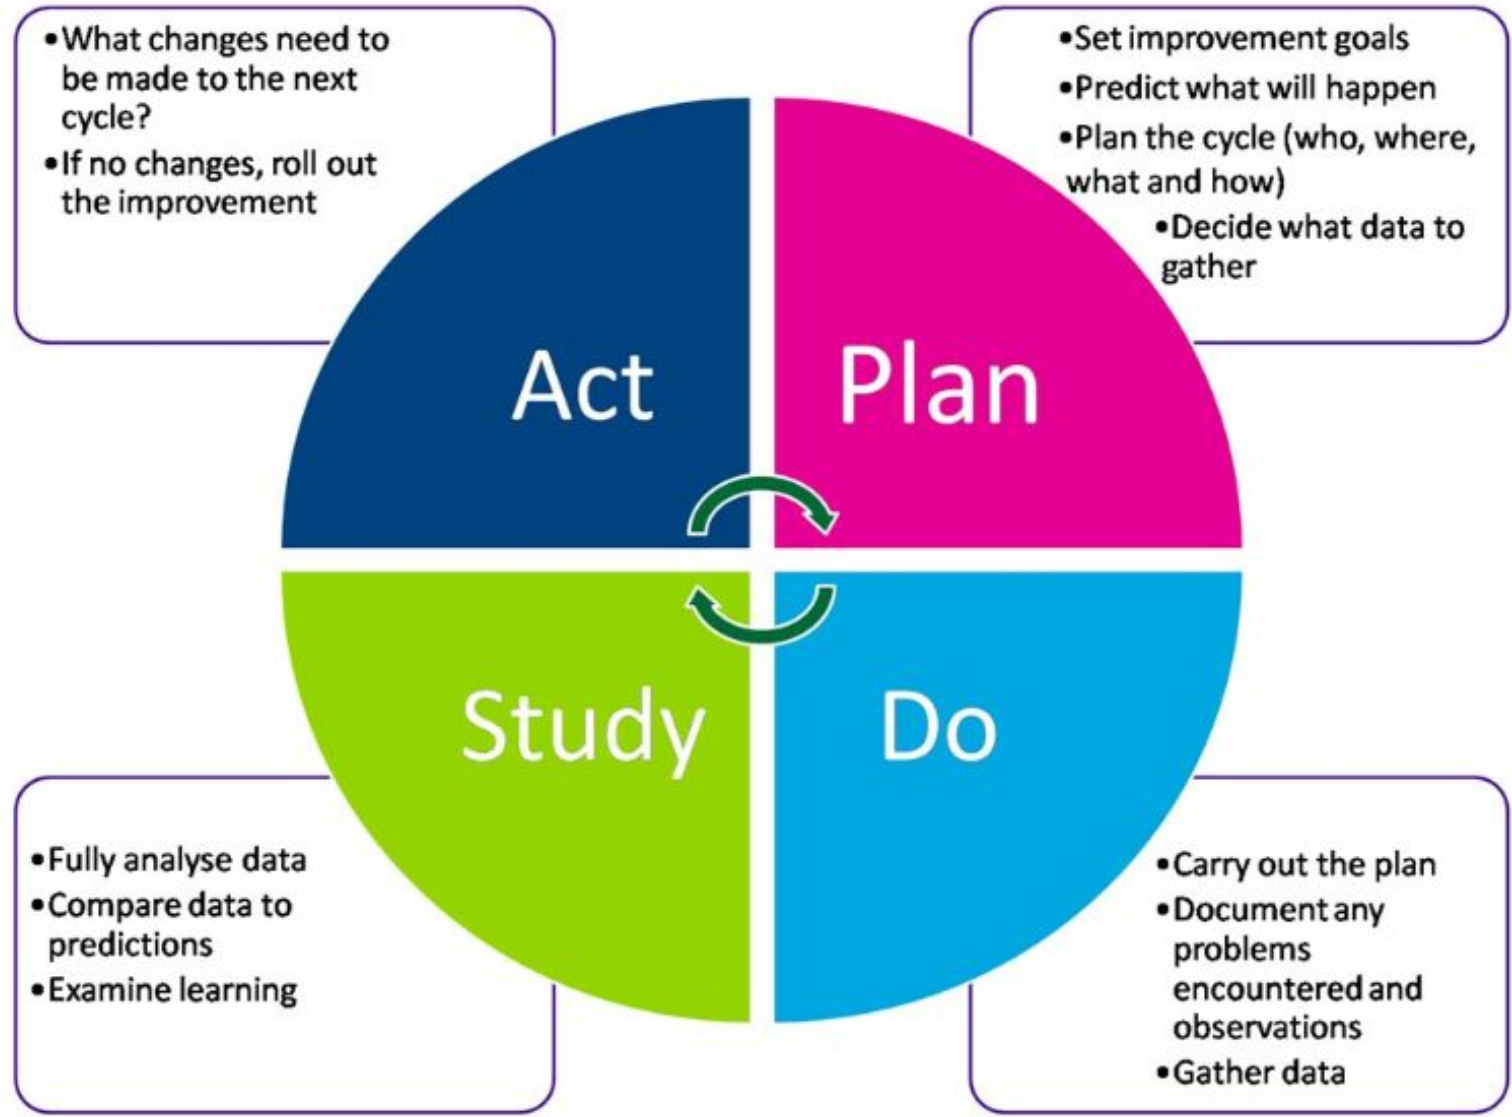 •What changes need to
be made to the next
cycle?
•If no changes, roll out
the improvement
•Set improvement goals
•Predict what will happen
•Plan the cycle (who, where,
what and how)
•Decide what data to
gather
Act
Plan
Study
Do
•Fully analyse data
•Compare data to
predictions
•Examine learning
•Carry out the plan
•Document any
problems
encountered and
observations
•Gather data